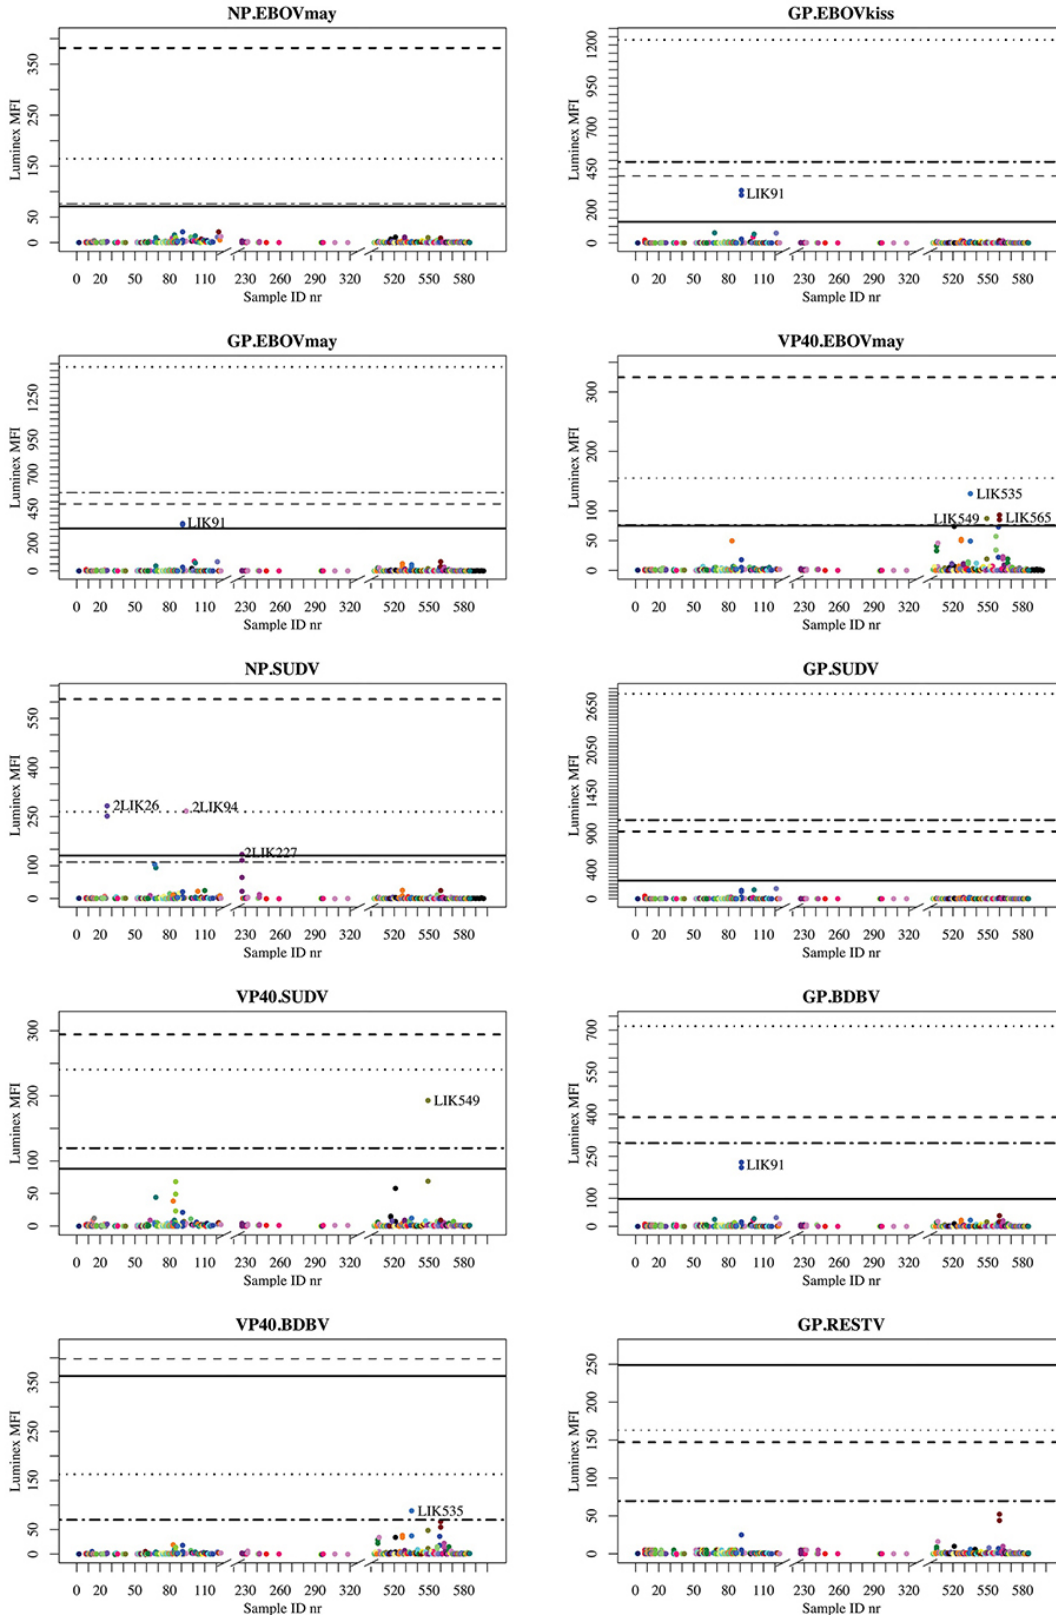 NP.EBOVmay
Luminex MFI
0 50 150 250 350
0 20 50 80 110 230 260 290 320 520 550 580
Sample ID nr
GP.EBOVkiss
Luminex MFI
0 200 450 700 950 1200
LIK91
0 20 50 80 110 230 260 290 320 520 550 580
Sample ID nr
GP.EBOVmay
Luminex MFI
0 200 450 700 950 1250
LIK91
0 20 50 80 110 230 260 290 320 520 550 580
Sample ID nr
VP40.EBOVmay
Luminex MFI
0 50 100 200 300
LIK535
LIK549 LIK565
0 20 50 80 110 230 260 290 320 520 550 580
Sample ID nr
NP.SUDV
Luminex MFI
0 100 250 400 550
2LIK26 2LIK94
2LIK227
0 20 50 80 110 230 260 290 320 520 550 580
Sample ID nr
GP.SUDV
Luminex MFI
0 400 900 1450 2050 2650
0 20 50 80 110 230 260 290 320 520 550 580
Sample ID nr
VP40.SUDV
Luminex MFI
0 50 100 200 300
LIK549
0 20 50 80 110 230 260 290 320 520 550 580
Sample ID nr
GP.BDBV
Luminex MFI
0 100 250 400 550 700
LIK91
0 20 50 80 110 230 260 290 320 520 550 580
Sample ID nr
VP40.BDBV
Luminex MFI
0 50 150 250 350
LIK535
0 20 50 80 110 230 260 290 320 520 550 580
Sample ID nr
GP.RESTV
Luminex MFI
0 50 100 150 200 250
0 20 50 80 110 230 260 290 320 520 550 580
Sample ID nr